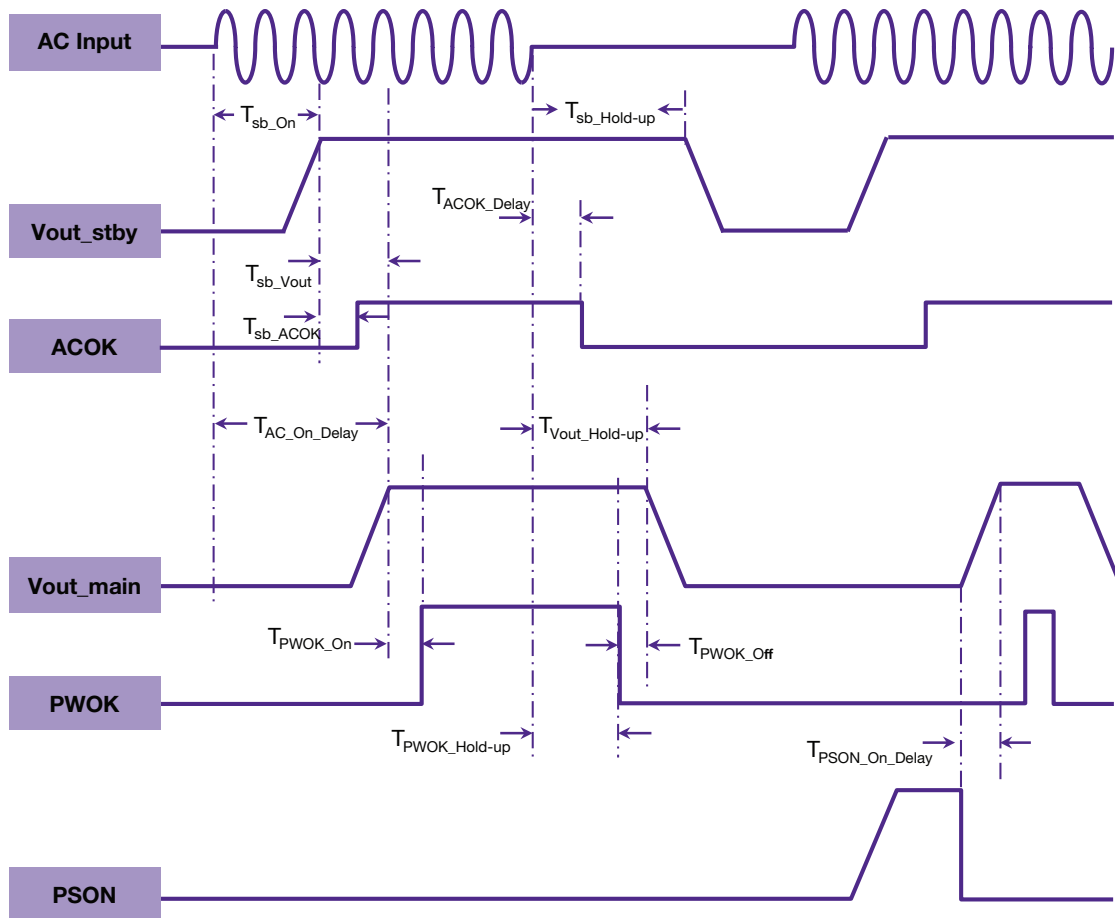 AC Input
Tsb_On
Tsb_Hold-up
TACOK_Delay
Vout_stby
Tsb_Vout
Tsb_ACOK
ACOK
TAC_On_Delay
TVout_Hold-up
Vout_main
TPWOK_On
TPWOK_Off
PWOK
TPWOK_Hold-up
TPSON_On_Delay
PSON